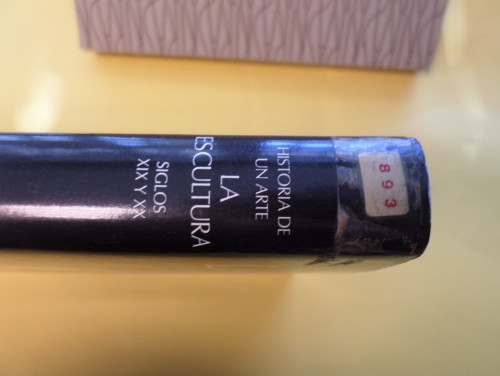 893
HISTORIA DE
UN ARTE
LA
ESCULTURA
SIGLOS
XIX Y XX